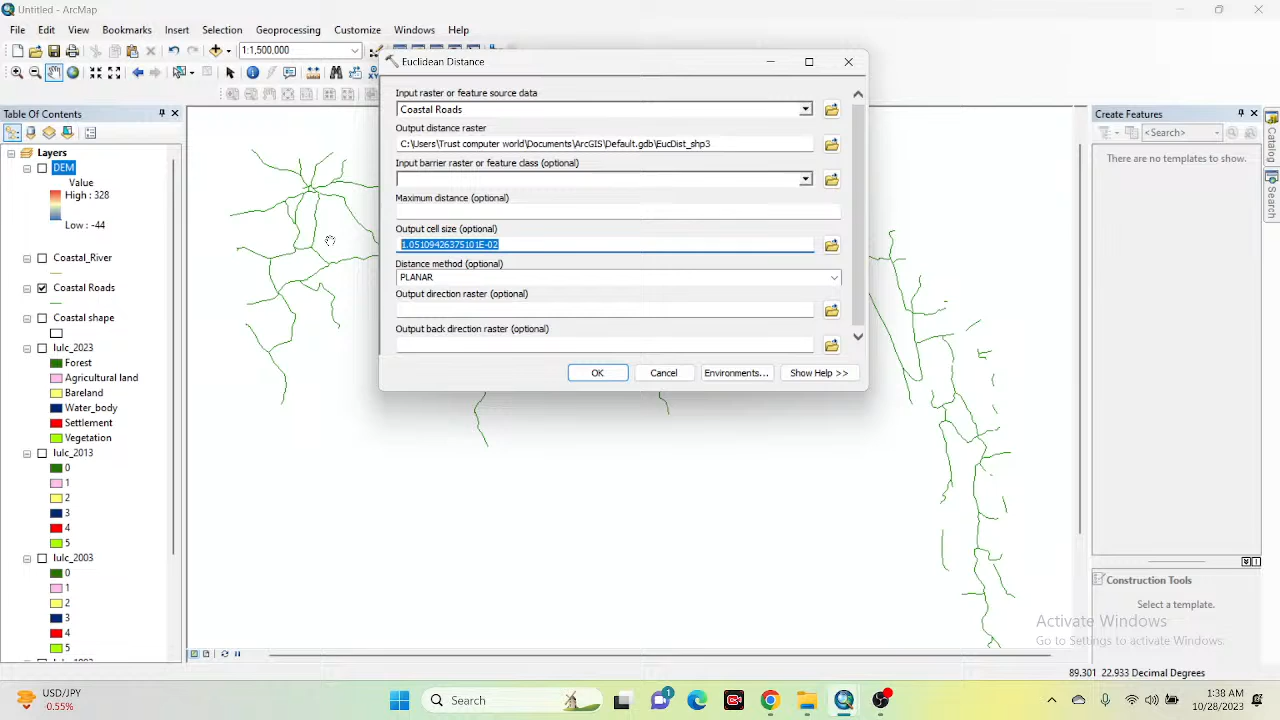 Untitled - ArcMap
File Edit View Bookmarks Insert Selection Geoprocessing Customize Windows Help
1:1,500,000
Euclidean Distance
Input raster or feature source data
Coastal Roads
Output distance raster
C:\Users\Trust computer world\Documents\ArcGIS\Default.gdb\EucDist_shp3
Input barrier raster or feature class (optional)
Maximum distance (optional)
Output cell size (optional)
1.05109426375101E-02
Distance method (optional)
PLANAR
Output direction raster (optional)
Output back direction raster (optional)
OK Cancel Environments... Show Help >>
Table Of Contents
Layers
DEM
Value
High : 328
Low : -44
Coastal_River
Coastal Roads
Coastal shape
lulc_2023
Forest
Agricultural land
Bareland
Water_body
Settlement
Vegetation
lulc_2013
0
1
2
3
4
5
lulc_2003
0
1
2
3
4
5
Create Features
<Search>
There are no templates to show.
Construction Tools
Select a template.
Catalog
Search
Activate Windows
Go to Settings to activate Windows.
89.301 22.933 Decimal Degrees
USD/JPY
-0.55%
Search
1
1:38 AM
10/28/2023